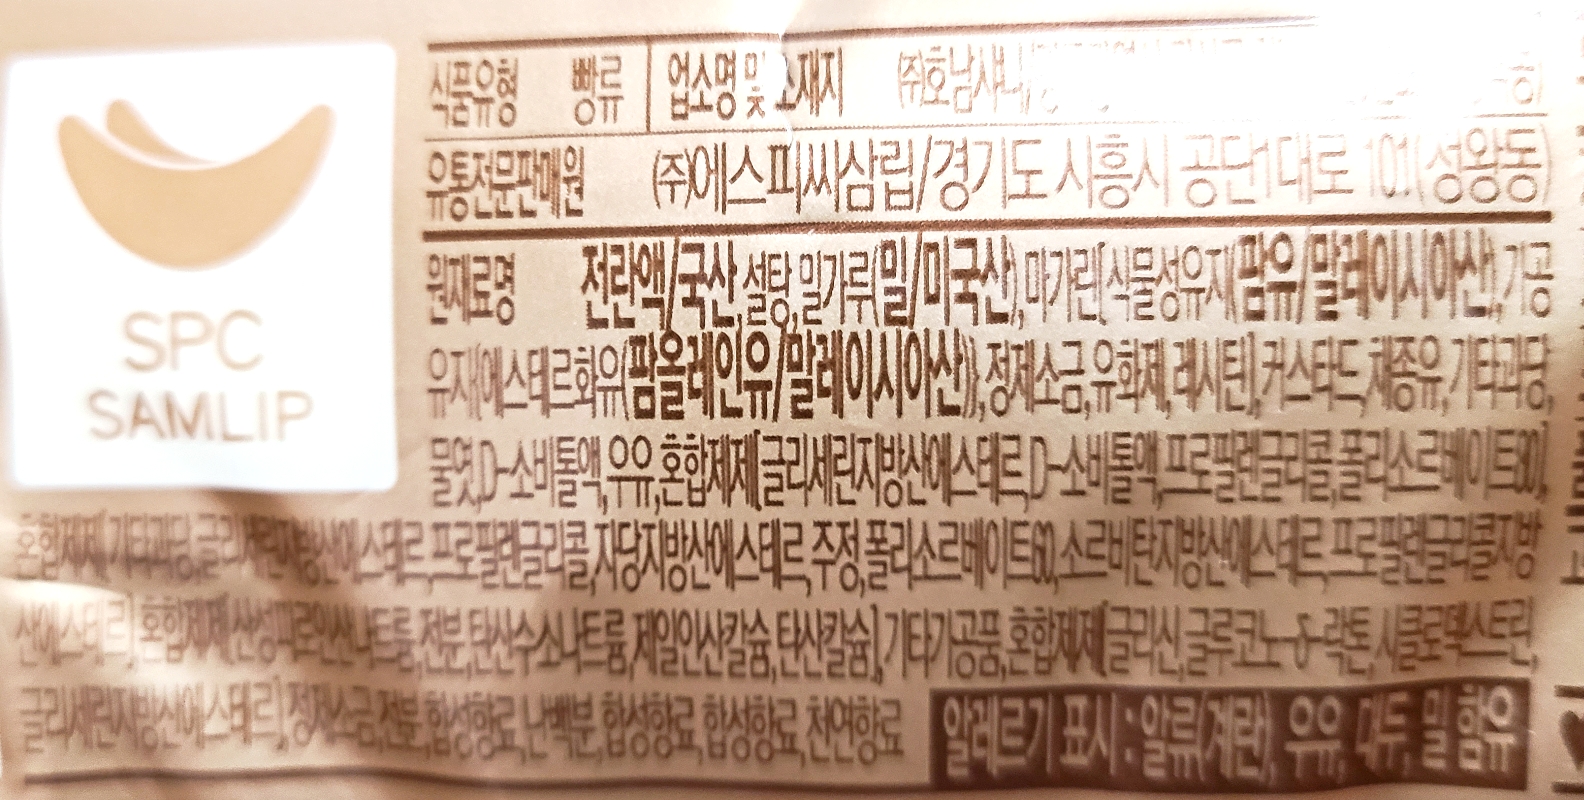 SPC
SAMLIP
식품유형 빵류 업소명 및 소재지 (주)호남샤니/
유통전문판매원 (주)에스피씨삼립/경기도 시흥시 공단1대로 101(정왕동)
원재료명 전란액/국산,설탕,밀가루(밀/미국산),마가린[식물성유지(팜유/말레이시아산),가공
유지{에스테르화유(팜올레인유/말레이시아산)},정제소금,유화제,레시틴],커스타드,채종유,기타과당,
물엿,D-소비톨액,우유,혼합제제[글리세린지방산에스테르,D-소비톨액,프로필렌글리콜,폴리소르베이트80],
혼합제제[기타과당,글리세린지방산에스테르,프로필렌글리콜,자당지방산에스테르,주정,폴리소르베이트60,소르비탄지방산에스테르,프로필렌글리콜지방
산에스테르],혼합제제[산성피로인산나트륨,전분,탄산수소나트륨,제일인산칼슘,탄산칼슘],기타가공품,혼합제제[글리신,글루코노-δ-락톤,시클로덱스트린,
글리세린지방산에스테르],정제소금,전분,합성향료,난백분,합성향료,합성향료,천연향료
알레르기 표시 : 알류(계란), 우유, 대두, 밀 함유